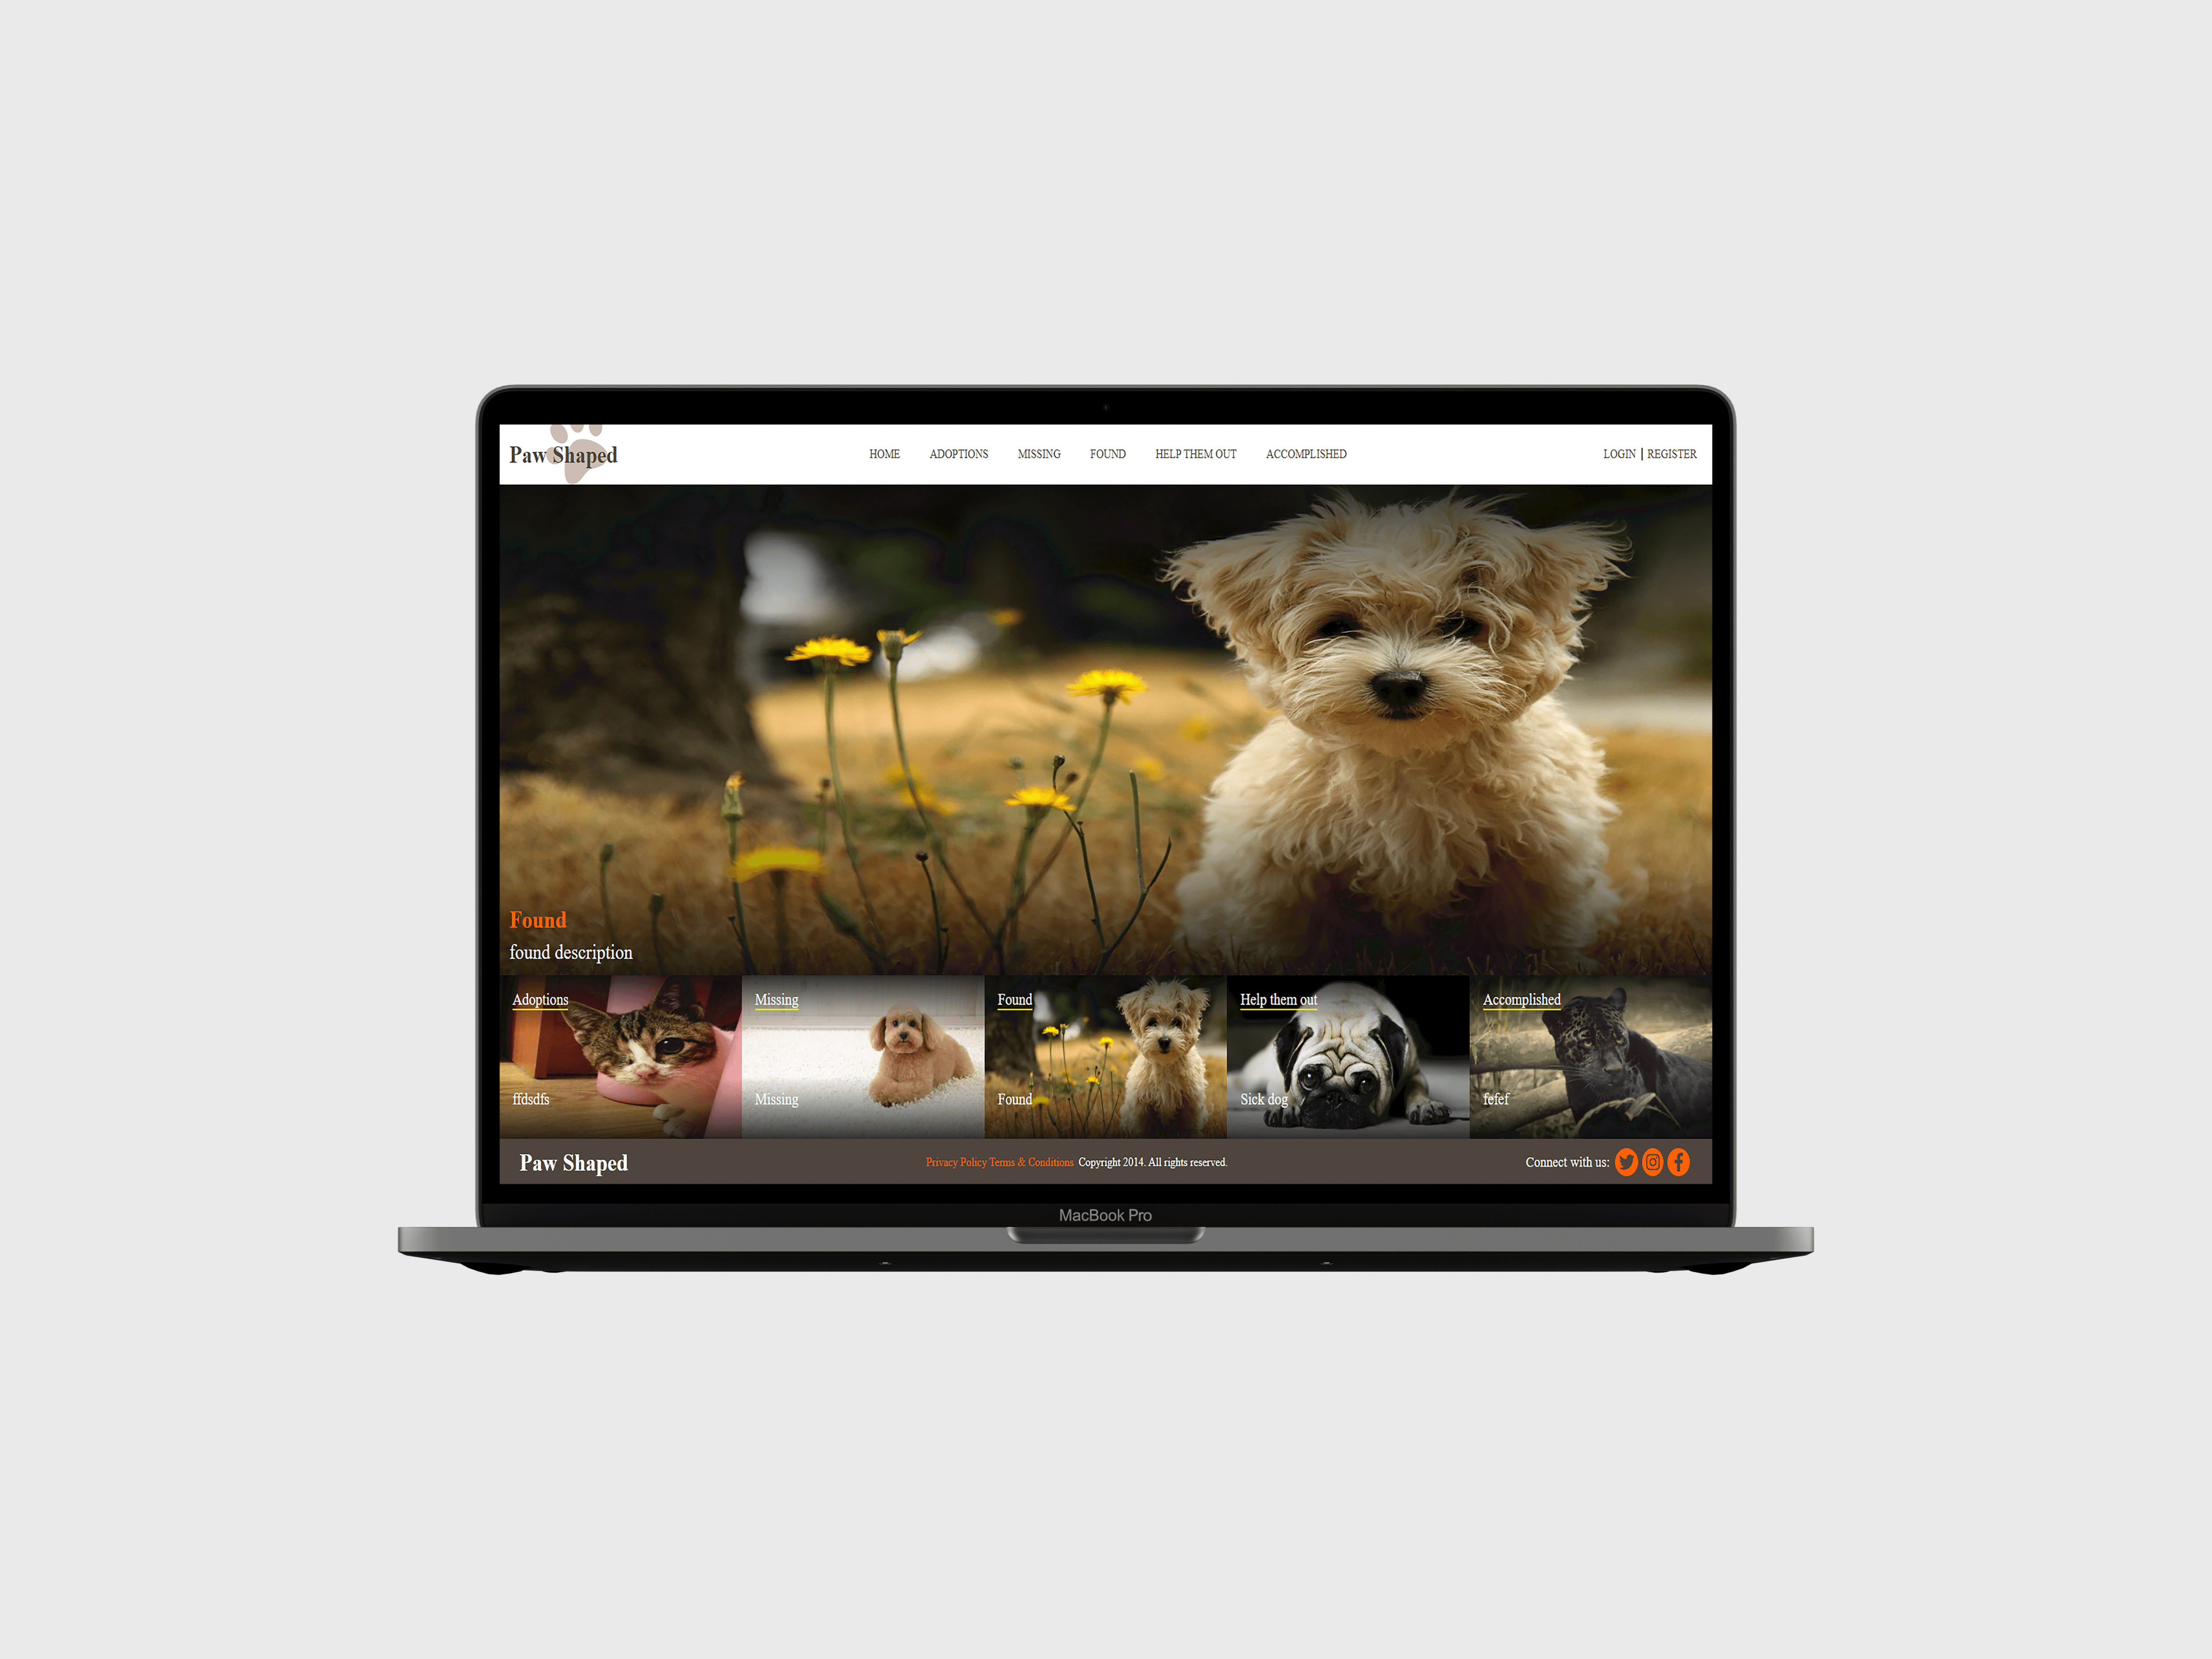 Paw Shaped
HOME ADOPTIONS MISSING FOUND HELP THEM OUT ACCOMPLISHED
LOGIN | REGISTER
Found
found description
Adoptions
ffdsdfs
Missing
Missing
Found
Found
Help them out
Sick dog
Accomplished
fefef
Paw Shaped
Privacy Policy Terms & Conditions Copyright 2014. All rights reserved.
Connect with us:
MacBook Pro